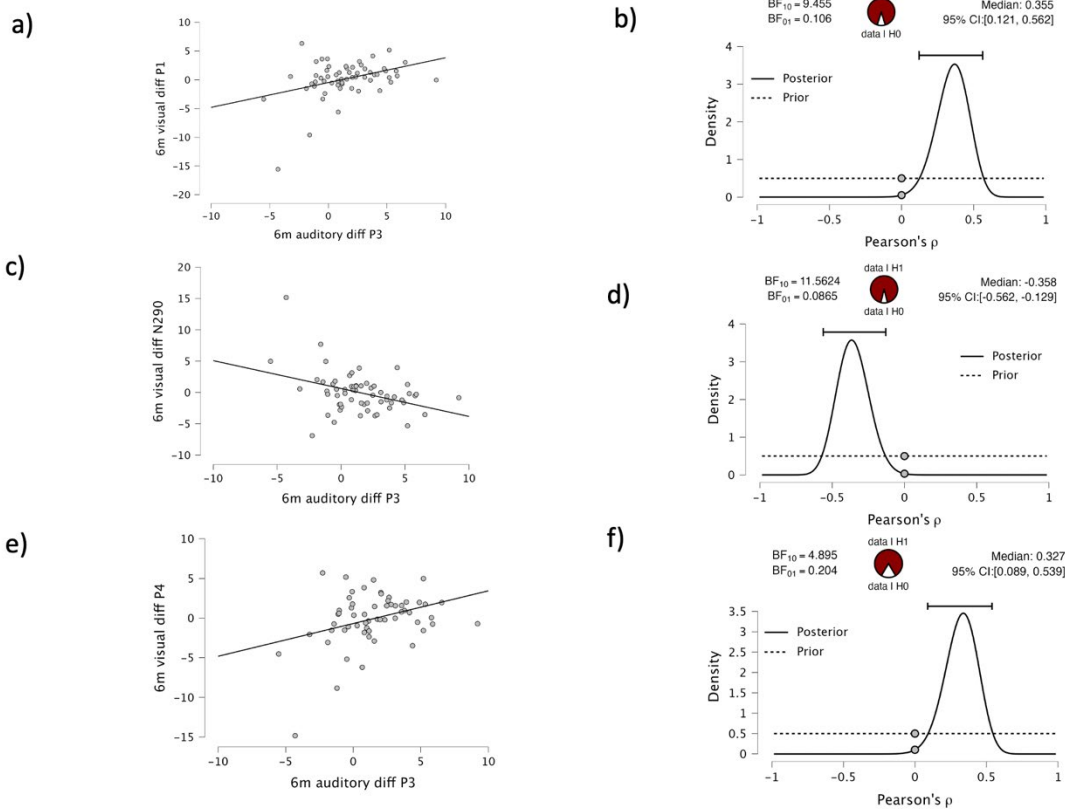 a)
5
0
−5
−10
−15
−20
6m visual diff P1
−10 −5 0 5 10
6m auditory diff P3
b)
BF₁₀ = 9.455
BF₀₁ = 0.106
data I H0
Median: 0.355
95% CI:[0.121, 0.562]
4
3
2
1
0
Density
Posterior
Prior
−1 −0.5 0 0.5 1
Pearson's ρ
c)
20
15
10
5
0
−5
−10
6m visual diff N290
−10 −5 0 5 10
6m auditory diff P3
d)
data I H1
BF₁₀ = 11.5624
BF₀₁ = 0.0865
data I H0
Median: -0.358
95% CI:[-0.562, -0.129]
4
3
2
1
0
Density
Posterior
Prior
−1 −0.5 0 0.5 1
Pearson's ρ
e)
10
5
0
−5
−10
−15
6m visual diff P4
−10 −5 0 5 10
6m auditory diff P3
f)
data I H1
BF₁₀ = 4.895
BF₀₁ = 0.204
data I H0
Median: 0.327
95% CI:[0.089, 0.539]
3.5
3
2.5
2
1.5
1
0.5
0
Density
Posterior
Prior
−1 −0.5 0 0.5 1
Pearson's ρ